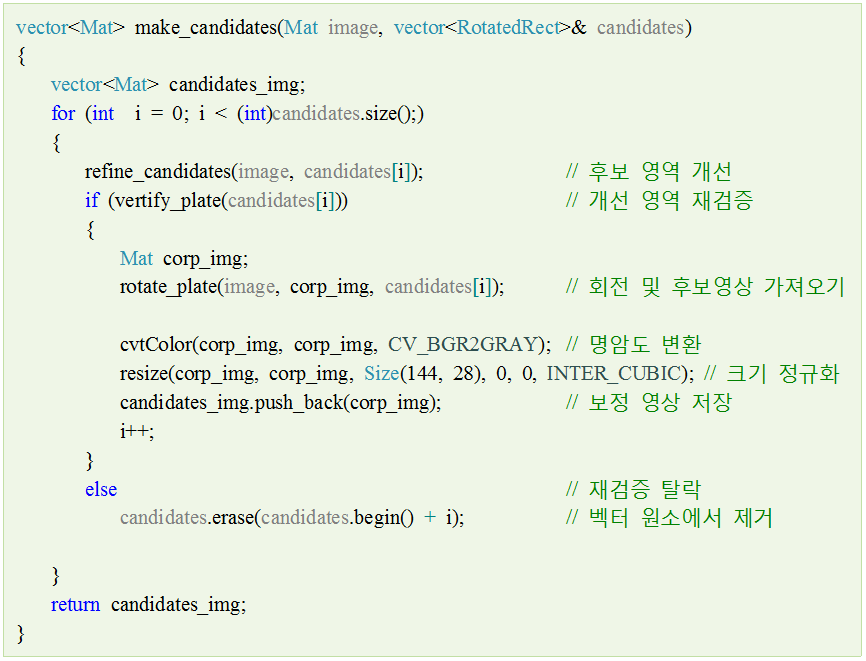 vector<Mat> make_candidates(Mat image, vector<RotatedRect>& candidates)
{
vector<Mat> candidates_img;
for (int i = 0; i < (int)candidates.size();)
{
refine_candidates(image, candidates[i]); // 후보 영역 개선
if (vertify_plate(candidates[i])) // 개선 영역 재검증
{
Mat corp_img;
rotate_plate(image, corp_img, candidates[i]); // 회전 및 후보영상 가져오기
cvtColor(corp_img, corp_img, CV_BGR2GRAY); // 명암도 변환
resize(corp_img, corp_img, Size(144, 28), 0, 0, INTER_CUBIC); // 크기 정규화
candidates_img.push_back(corp_img); // 보정 영상 저장
i++;
}
else // 재검증 탈락
candidates.erase(candidates.begin() + i); // 벡터 원소에서 제거
}
return candidates_img;
}